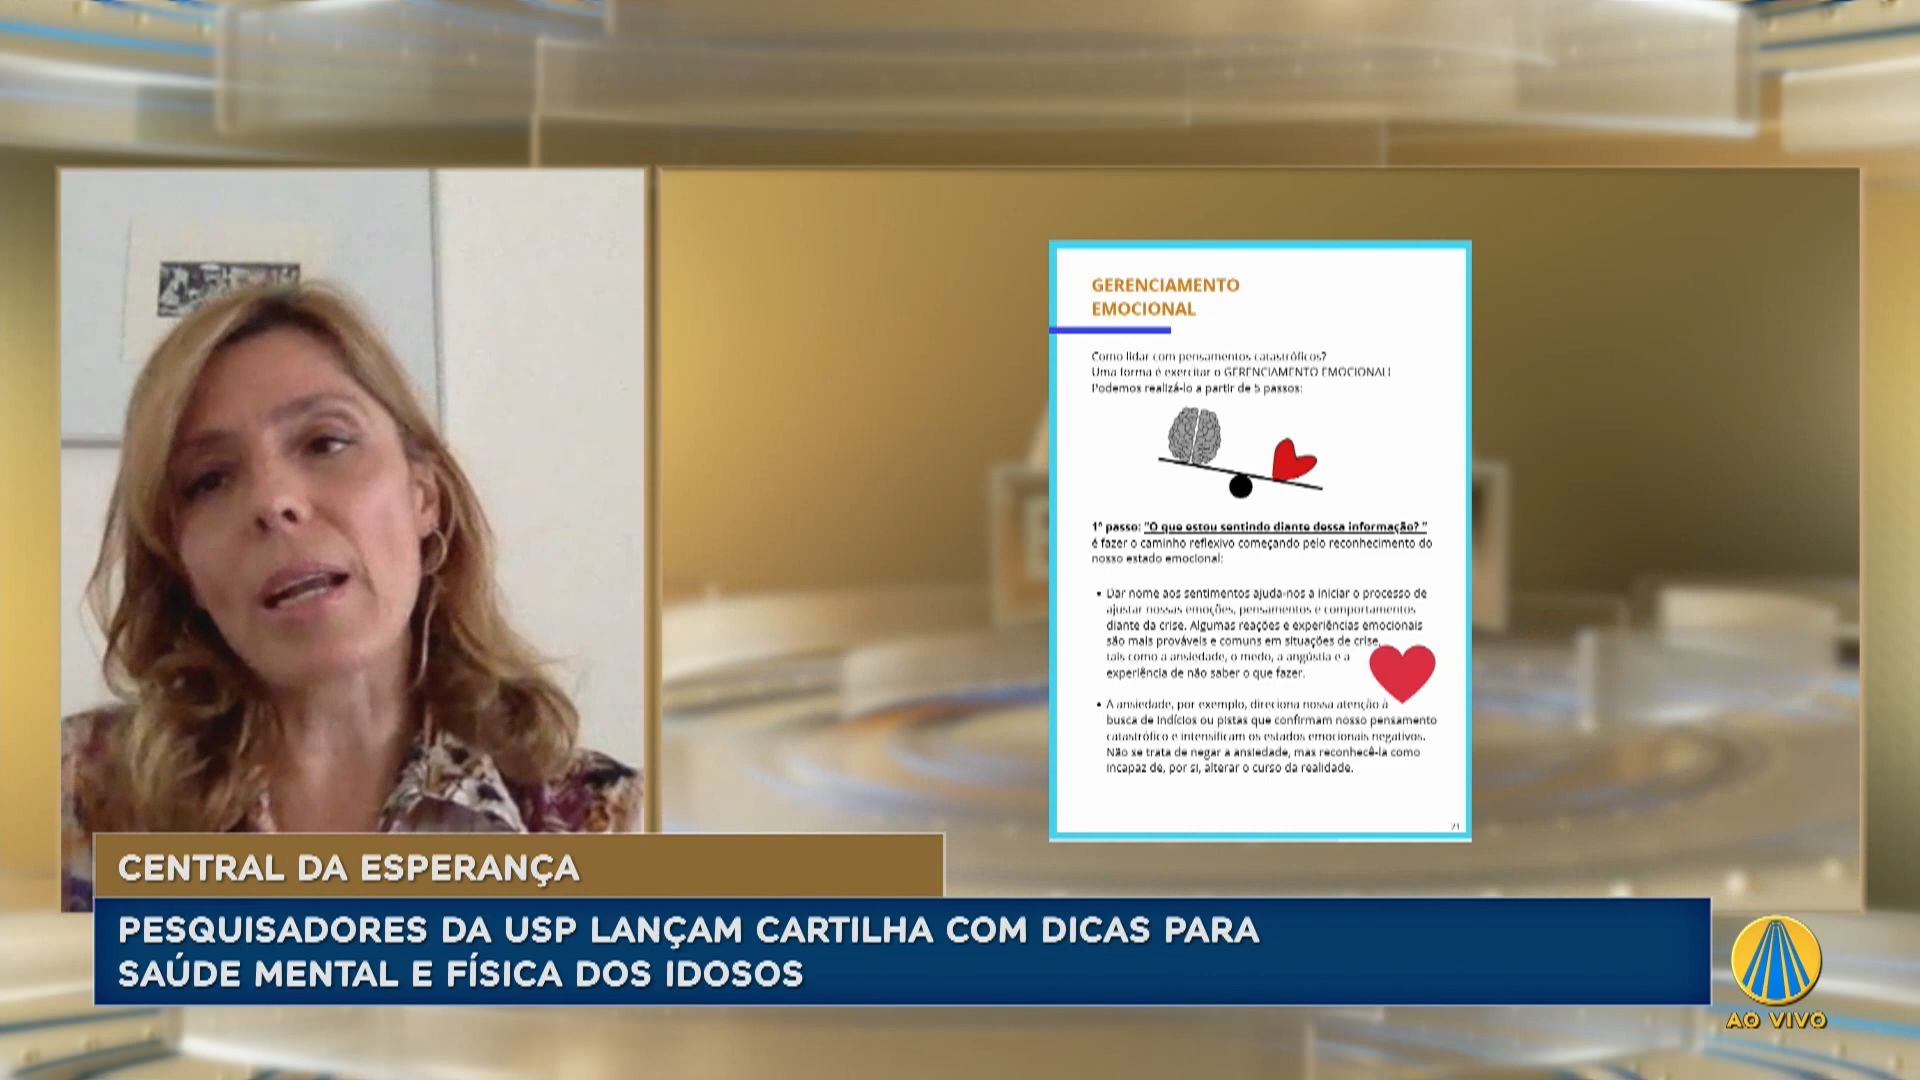 GERENCIAMENTO
EMOCIONAL
Como lidar com pensamentos catastróficos?
Uma forma é exercitar o GERENCIAMENTO EMOCIONAL!
Podemos realizá-lo a partir de 5 passos:
1º passo: "O que estou sentindo diante dessa informação? "
é fazer o caminho reflexivo começando pelo reconhecimento do
nosso estado emocional:
• Dar nome aos sentimentos ajuda-nos a iniciar o processo de
ajustar nossas emoções, pensamentos e comportamentos
diante da crise. Algumas reações e experiências emocionais
são mais prováveis e comuns em situações de crise,
tais como a ansiedade, o medo, a angústia e a
experiência de não saber o que fazer.
• A ansiedade, por exemplo, direciona nossa atenção à
busca de indícios ou pistas que confirmam nosso pensamento
catastrófico e intensificam os estados emocionais negativos.
Não se trata de negar a ansiedade, mas reconhecê-la como
incapaz de, por si, alterar o curso da realidade.
CENTRAL DA ESPERANÇA
PESQUISADORES DA USP LANÇAM CARTILHA COM DICAS PARA
SAÚDE MENTAL E FÍSICA DOS IDOSOS
AO VIVO